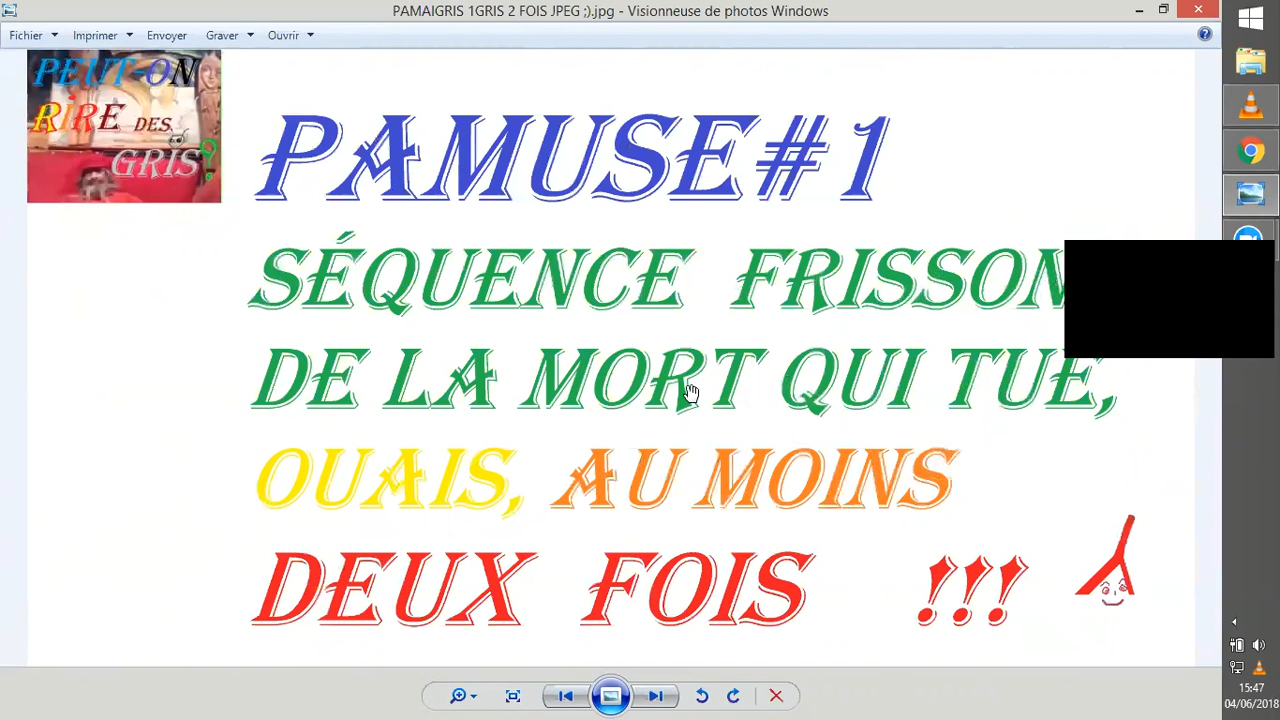 PAMAIGRIS 1GRIS 2 FOIS JPEG ;).jpg - Visionneuse de photos Windows
Fichier Imprimer Envoyer Graver Ouvrir
PEUT-ON
RIRE DES
GRIS?
PAMUSE#1
SÉQUENCE FRISSON
DE LA MORT QUI TUE,
OUAIS, AU MOINS
DEUX FOIS !!!
15:47
04/06/2018